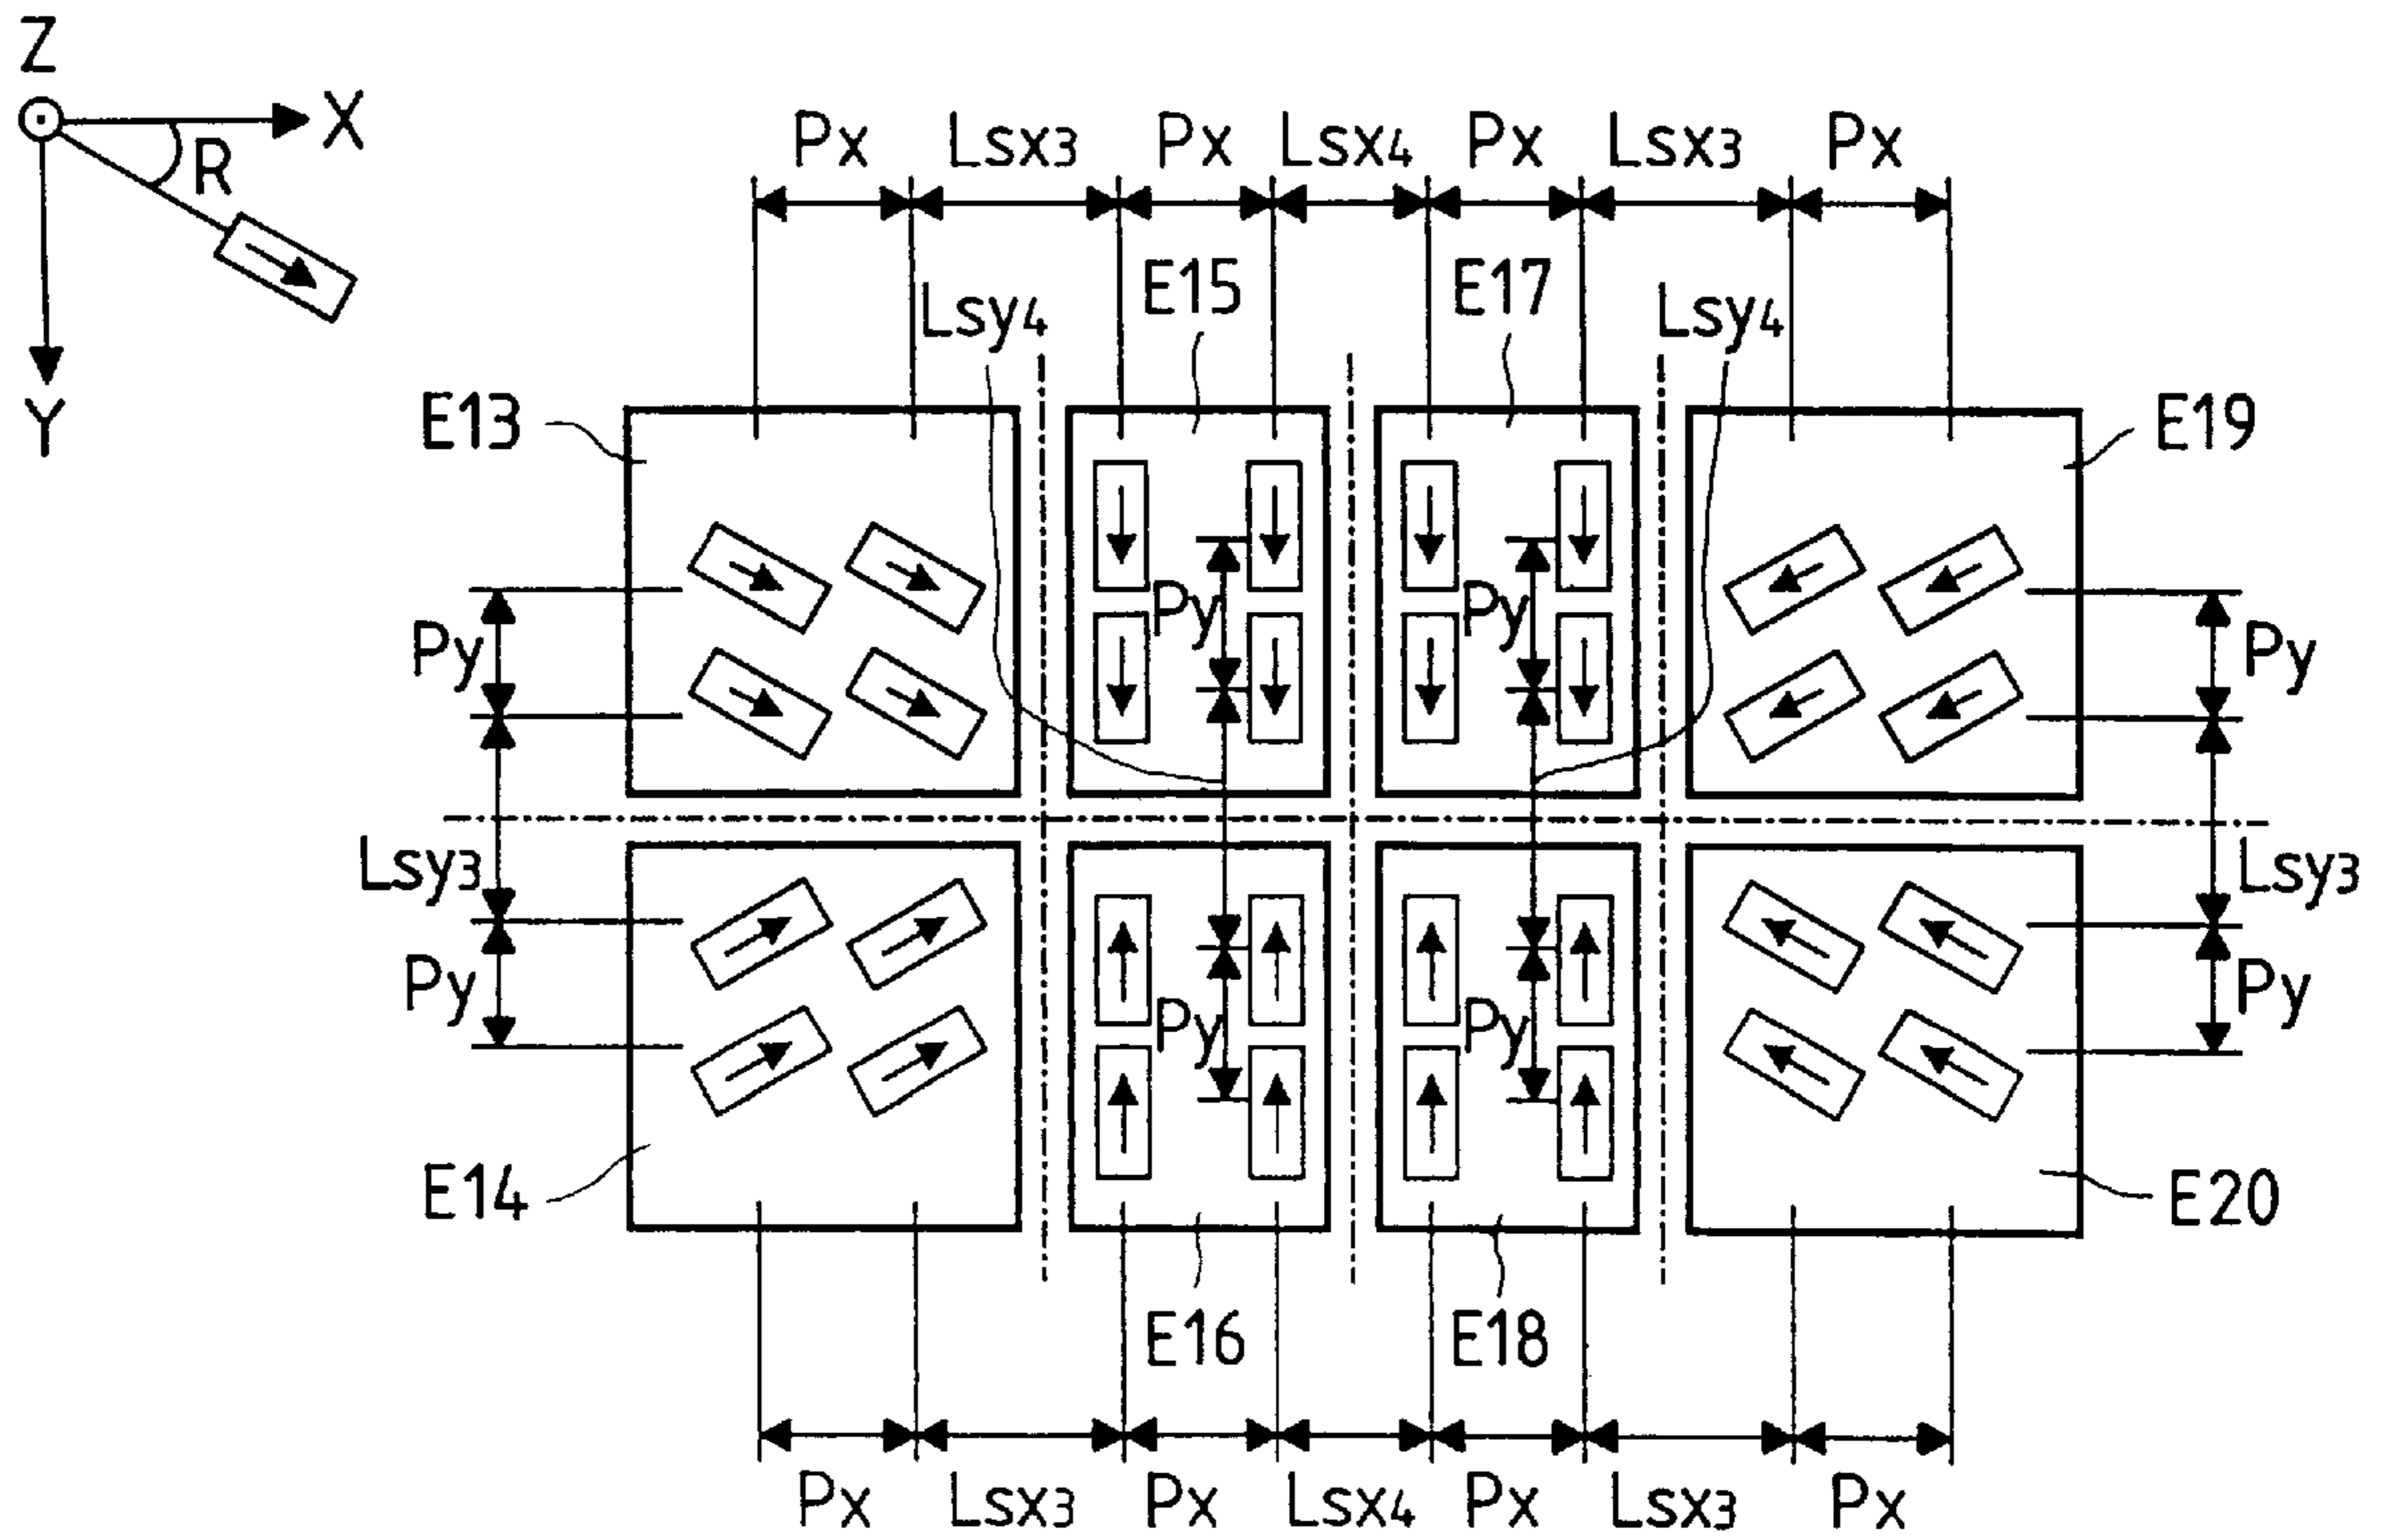 Z
X
R
Y
Px Lsx3 Px Lsx4 Px Lsx3 Px
E15 E17
Lsy4 Lsy4
E13 E19
Py Py Py Py
Lsy3 Lsy3
Py Py Py Py
E14 E20
E16 E18
Px Lsx3 Px Lsx4 Px Lsx3 Px